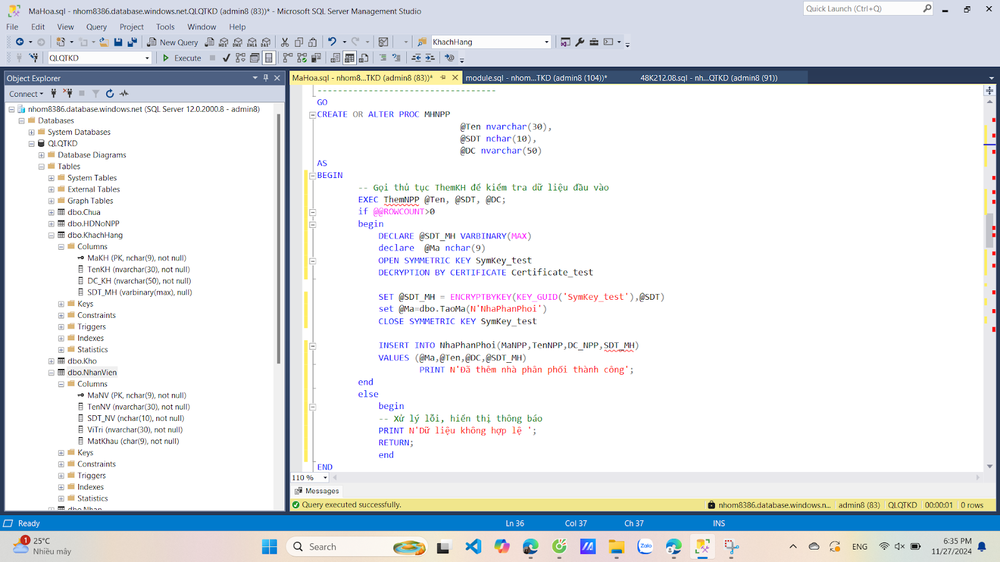 MaHoa.sql - nhom8386.database.windows.net.QLQTKD (admin8 (83))* - Microsoft SQL Server Management Studio
Quick Launch (Ctrl+Q)
File Edit View Query Project Tools Window Help
New Query
MDX DMX XMLA DAX
KhachHang
QLQTKD
Execute
Object Explorer
Connect
nhom8386.database.windows.net (SQL Server 12.0.2000.8 - admin8)
Databases
System Databases
QLQTKD
Database Diagrams
Tables
System Tables
External Tables
Graph Tables
dbo.Chua
dbo.HDNoNPP
dbo.KhachHang
Columns
MaKH (PK, nchar(9), not null)
TenKH (nvarchar(30), not null)
DC_KH (nvarchar(50), not null)
SDT_MH (varbinary(max), null)
Keys
Constraints
Triggers
Indexes
Statistics
dbo.Kho
dbo.NhanVien
Columns
MaNV (PK, nchar(9), not null)
TenNV (nvarchar(30), not null)
SDT_NV (nchar(10), not null)
ViTri (nvarchar(30), not null)
MatKhau (char(9), not null)
Keys
Constraints
Triggers
Indexes
Statistics
dbo.Nhap
MaHoa.sql - nhom8...TKD (admin8 (83))*
module.sql - nhom...TKD (admin8 (104))*
48K212.08.sql - nh...QTKD (admin8 (91))
-----------------------------------
GO
CREATE OR ALTER PROC MHNPP
@Ten nvarchar(30),
@SDT nchar(10),
@DC nvarchar(50)
AS
BEGIN
-- Gọi thủ tục ThemKH để kiểm tra dữ liệu đầu vào
EXEC ThemNPP @Ten, @SDT, @DC;
if @@ROWCOUNT>0
begin
DECLARE @SDT_MH VARBINARY(MAX)
declare  @Ma nchar(9)
OPEN SYMMETRIC KEY SymKey_test
DECRYPTION BY CERTIFICATE Certificate_test
SET @SDT_MH = ENCRYPTBYKEY(KEY_GUID('SymKey_test'),@SDT)
set @Ma=dbo.TaoMa(N'NhaPhanPhoi')
CLOSE SYMMETRIC KEY SymKey_test
INSERT INTO NhaPhanPhoi(MaNPP,TenNPP,DC_NPP,SDT_MH)
VALUES (@Ma,@Ten,@DC,@SDT_MH)
PRINT N'Đã thêm nhà phân phối thành công';
end
else
begin
-- Xử lý lỗi, hiển thị thông báo
PRINT N'Dữ liệu không hợp lệ ';
RETURN;
end
END
110 %
Messages
Query executed successfully.
nhom8386.database.windows.n... admin8 (83) QLQTKD 00:00:01 0 rows
Ready
Ln 36 Col 37 Ch 37 INS
1
25°C
Nhiều mây
Search
Zalo
ENG
6:35 PM
11/27/2024